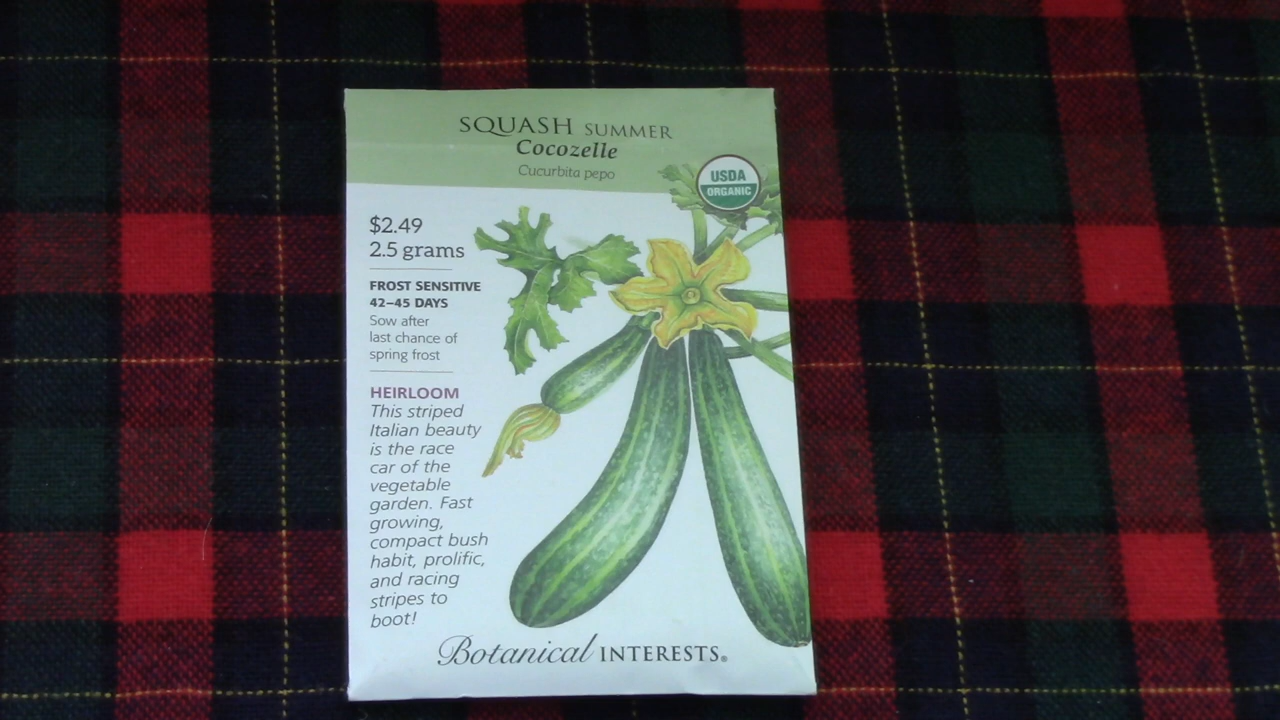 SQUASH SUMMER
Cocozelle
Cucurbita pepo
USDA
ORGANIC
$2.49
2.5 grams
FROST SENSITIVE
42–45 DAYS
Sow after
last chance of
spring frost
HEIRLOOM
This striped
Italian beauty
is the race
car of the
vegetable
garden. Fast
growing,
compact bush
habit, prolific,
and racing
stripes to
boot!
Botanical INTERESTS®